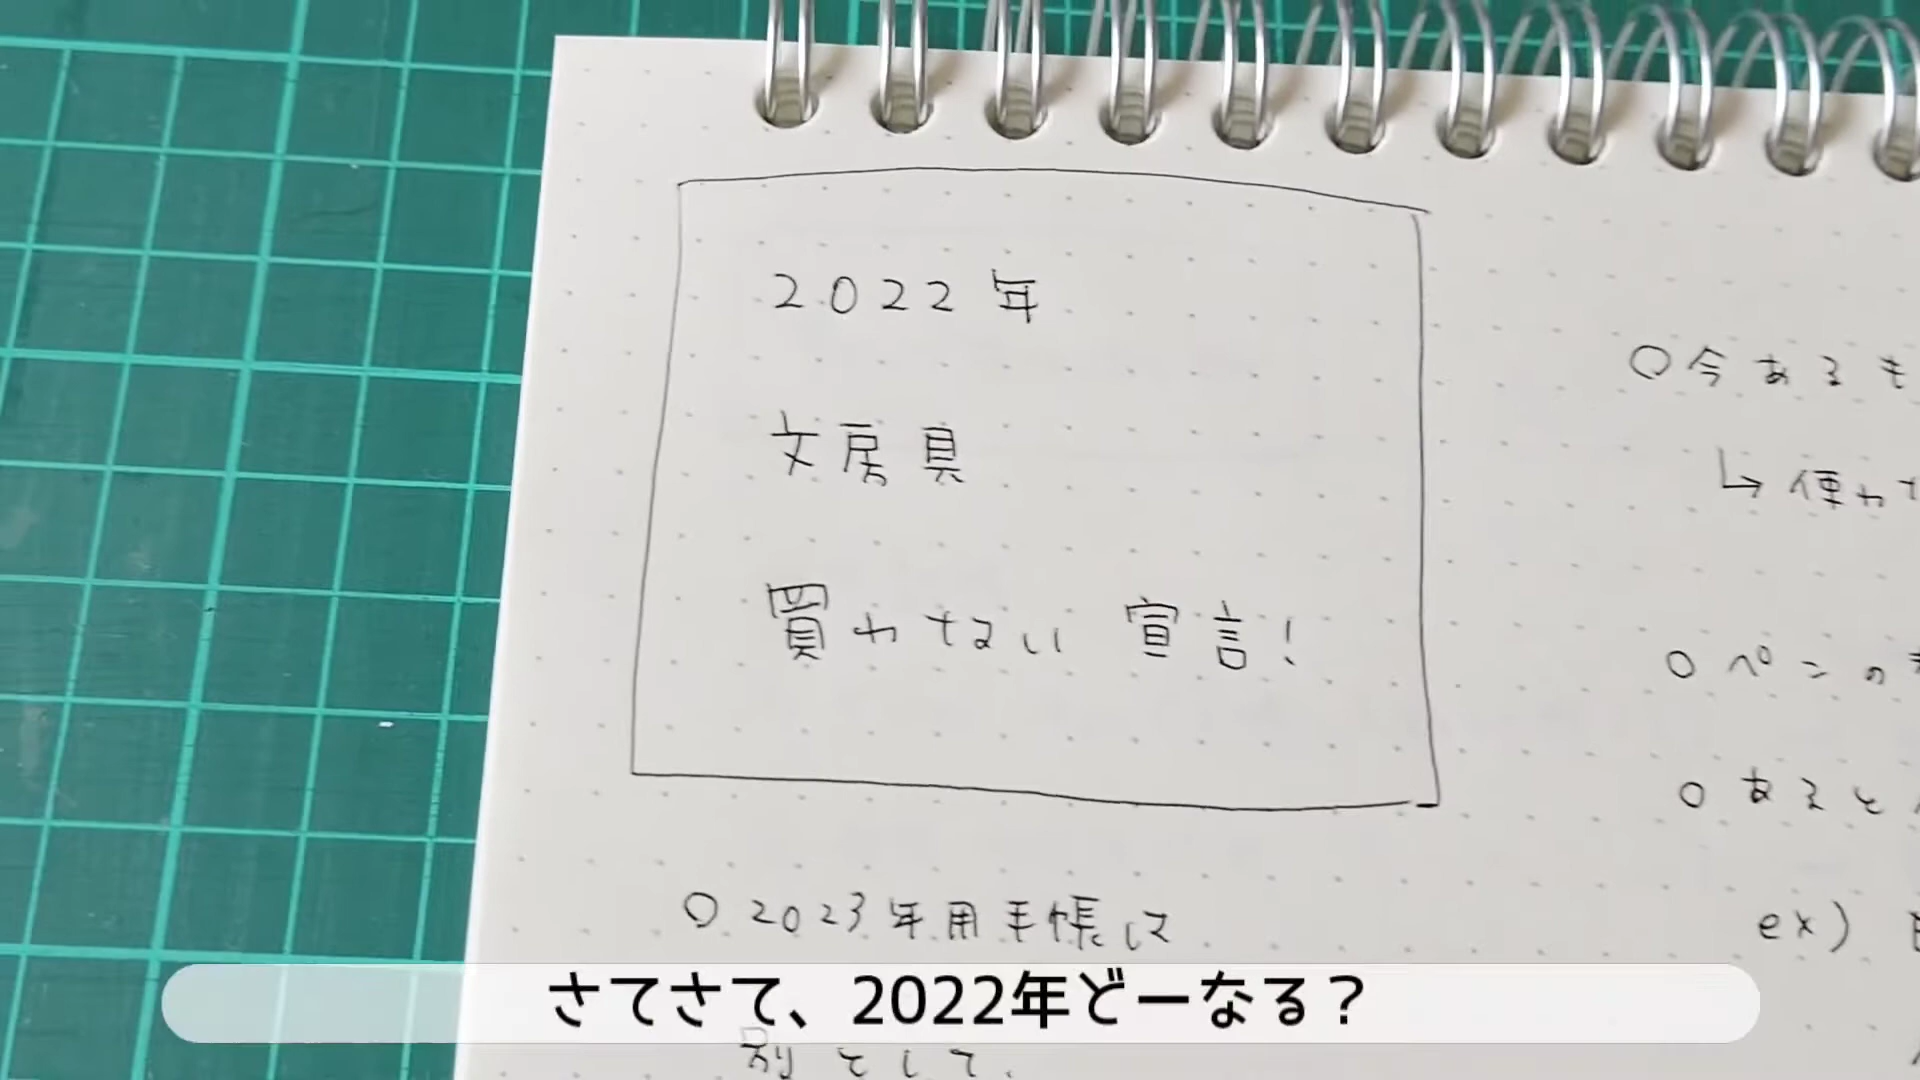 2022年
文房具
買わない宣言!
○2023年用手帳は
別として、
○今あるも
↳使わ
○ペンの
○あえと
ex)
さてさて、2022年どーなる？